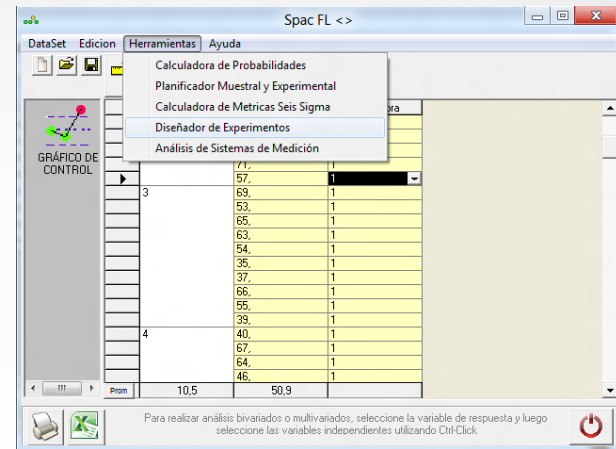 Spac FL <>
DataSet Edicion Herramientas Ayuda
Calculadora de Probabilidades
Planificador Muestral y Experimental
Calculadora de Metricas Seis Sigma
Diseñador de Experimentos
Análisis de Sistemas de Medición
GRÁFICO DE
CONTROL
71, 1
57, 1
3 69, 1
53, 1
65, 1
63, 1
54, 1
35, 1
37, 1
66, 1
55, 1
39, 1
4 40, 1
67, 1
64, 1
46, 1
Prom 10,5 50,9
Para realizar análisis bivariados o multivariados, seleccione la variable de respuesta y luego
seleccione las variables independientes utilizando Ctrl-Click